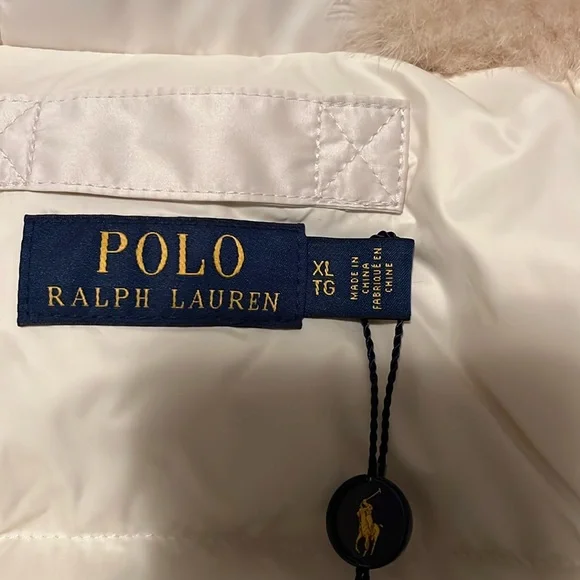 POLO
RALPH LAUREN
XL
TG
MADE IN
CHINA
FABRIQUÉ EN
CHINE